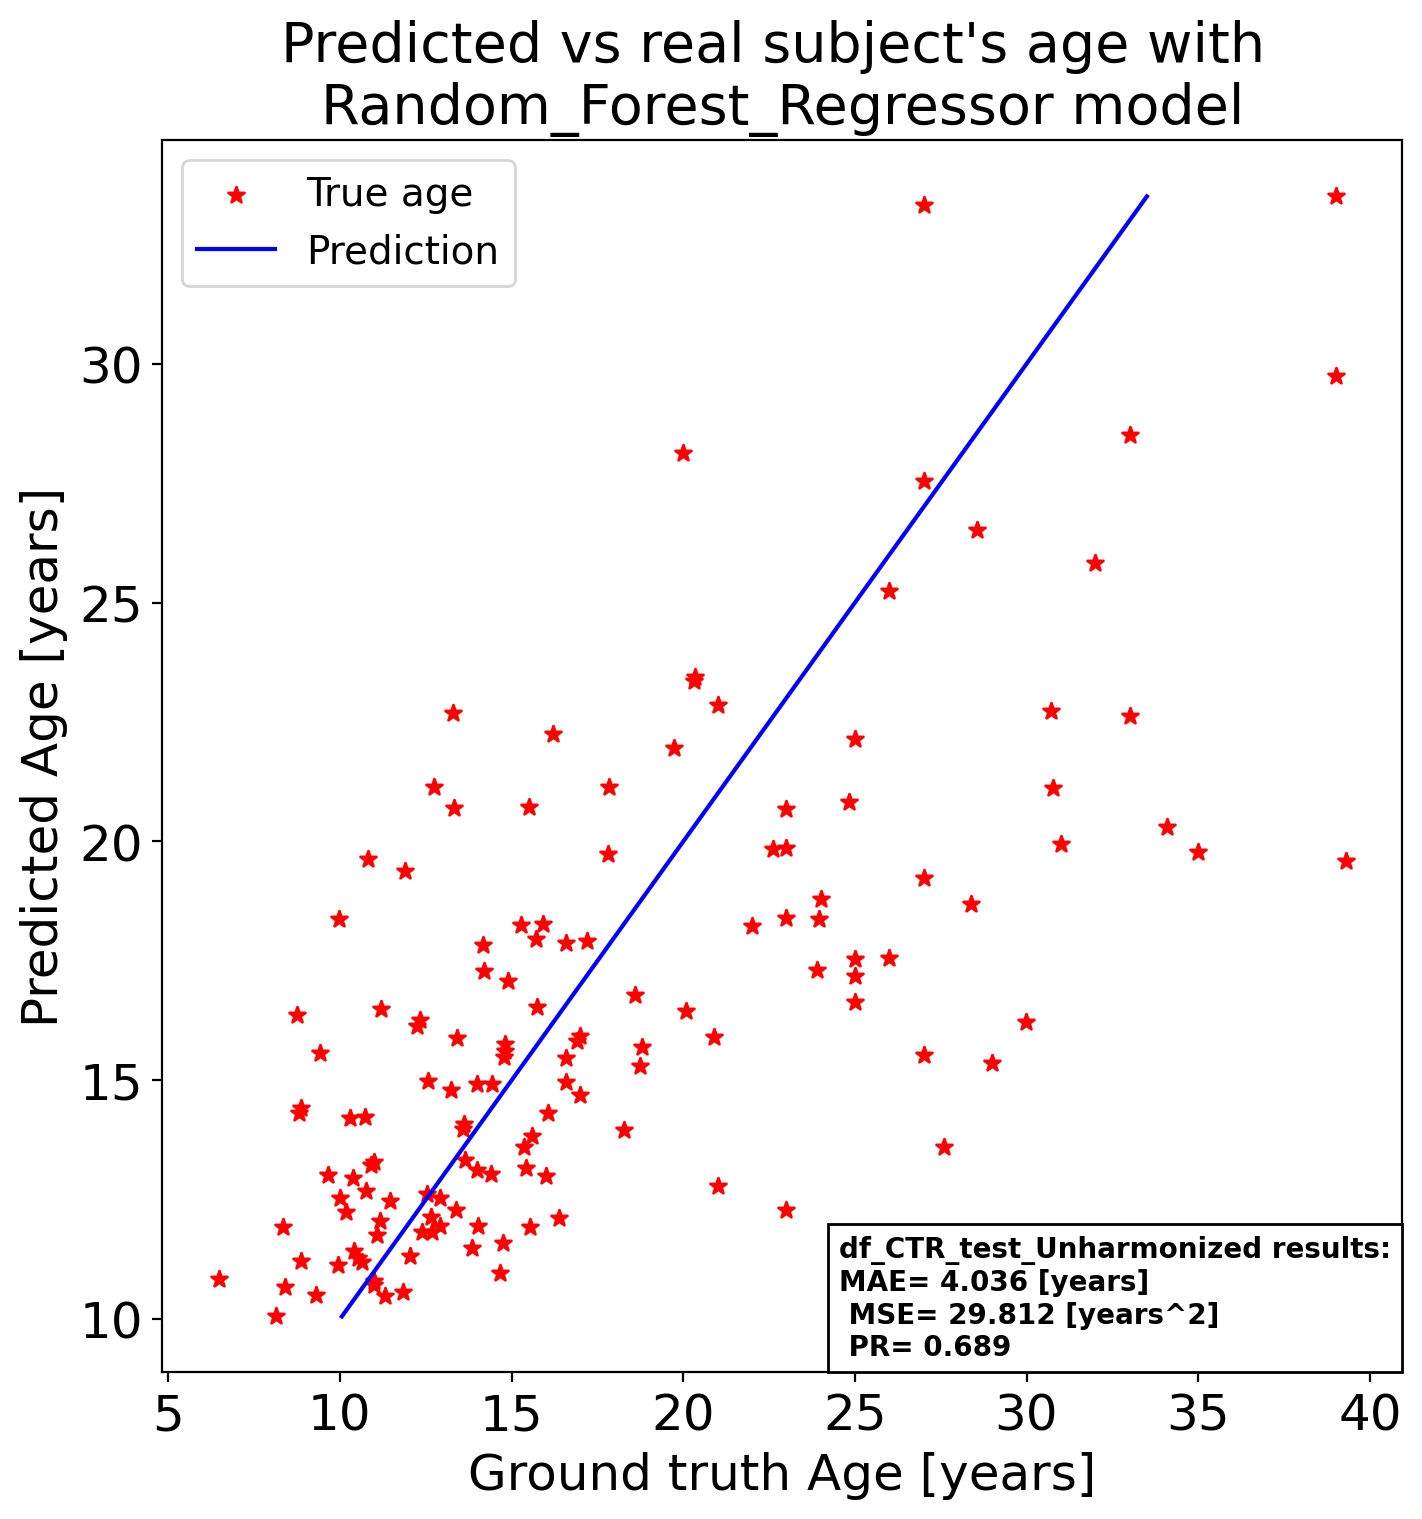 Predicted vs real subject's age with
Random_Forest_Regressor model
True age
Prediction
Predicted Age [years]
30
25
20
15
10
df_CTR_test_Unharmonized results:
MAE= 4.036 [years]
MSE= 29.812 [years^2]
PR= 0.689
5 10 15 20 25 30 35 40
Ground truth Age [years]